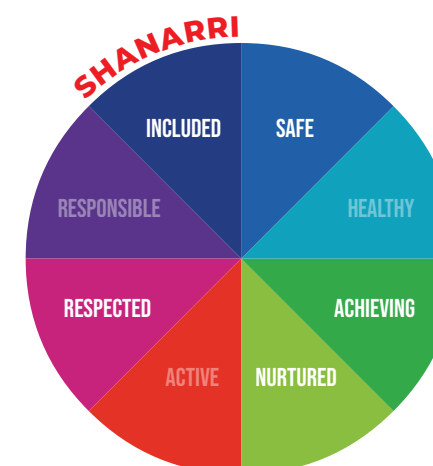 SHANARRI
INCLUDED
SAFE
RESPONSIBLE
HEALTHY
RESPECTED
ACHIEVING
ACTIVE
NURTURED